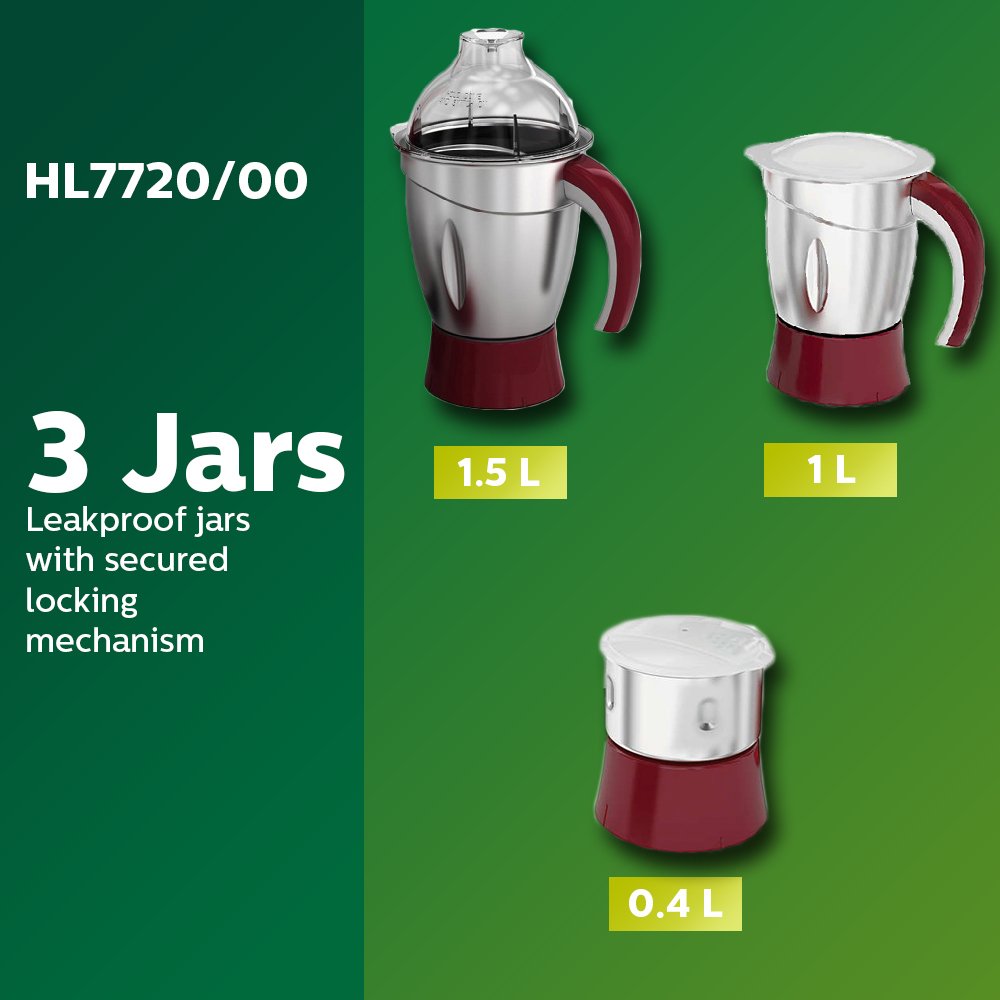 HL7720/00
3 Jars
Leakproof jars
with secured
locking
mechanism
1.5 L
1 L
0.4 L